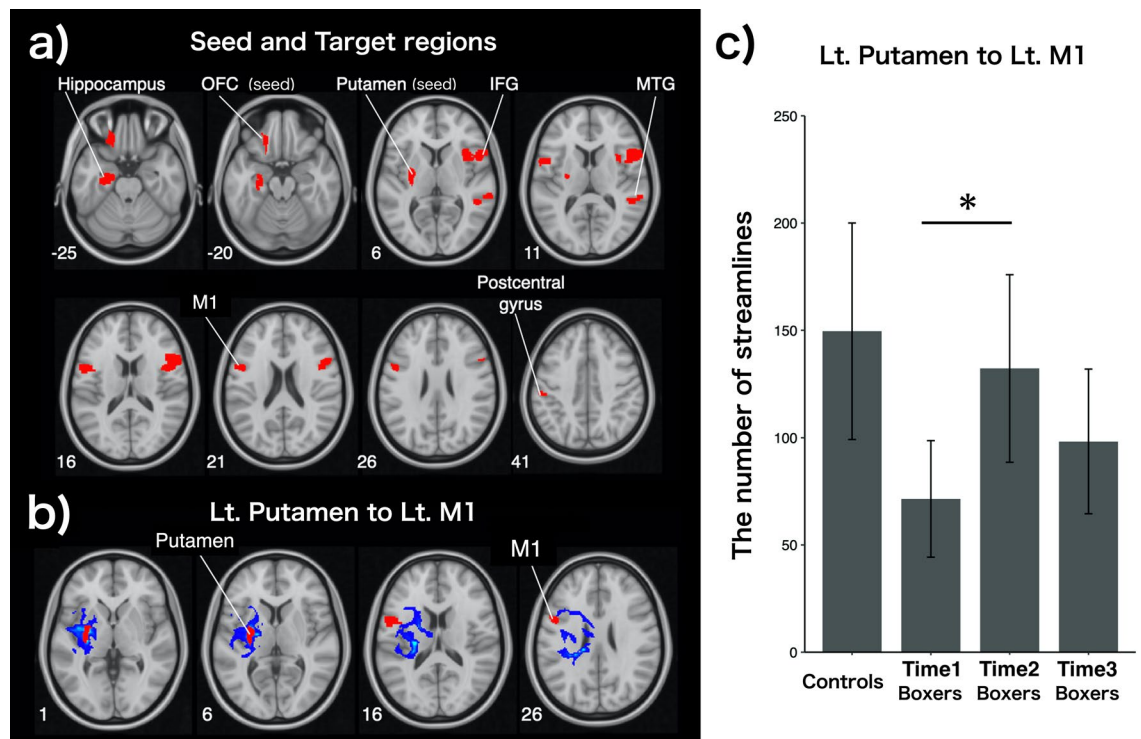 a)
Seed and Target regions
Hippocampus
OFC (seed)
Putamen (seed)
IFG
MTG
-25
-20
6
11
M1
Postcentral
gyrus
16
21
26
41
b)
Lt. Putamen to Lt. M1
Putamen
M1
1
6
16
26
c)
Lt. Putamen to Lt. M1
The number of streamlines
250
200
150
100
50
0
*
Controls
Time1
Boxers
Time2
Boxers
Time3
Boxers